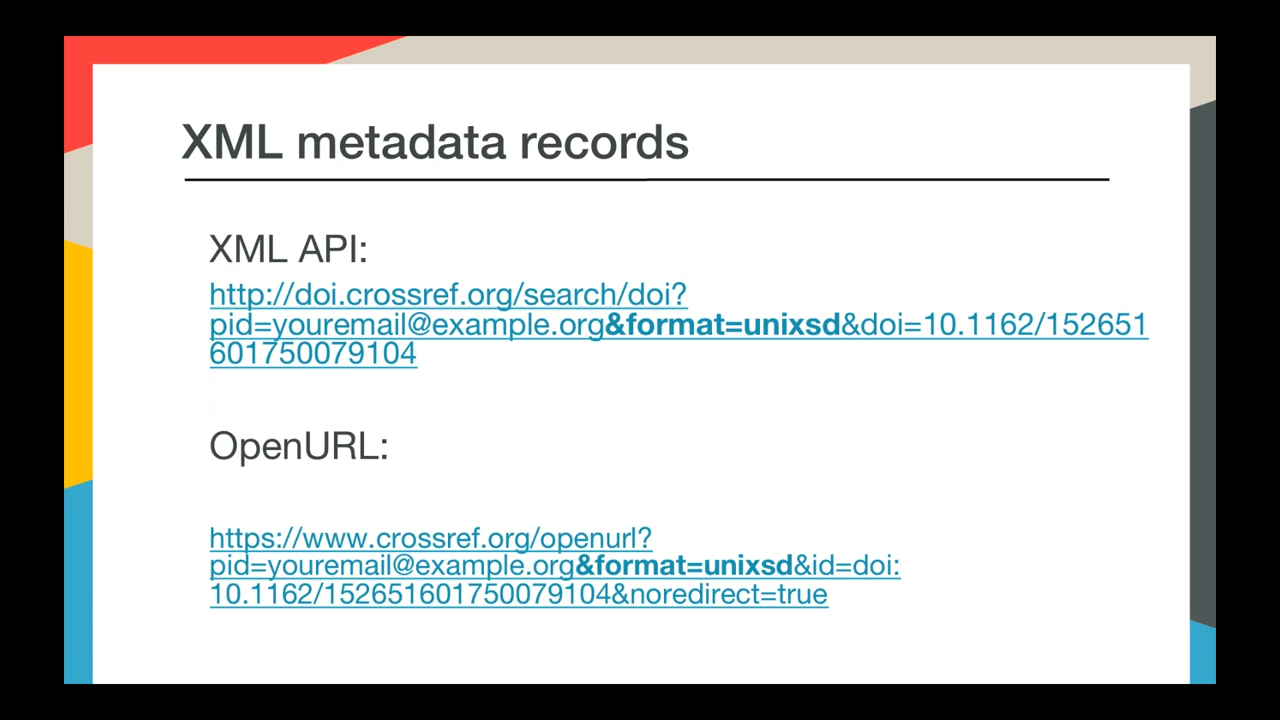 XML metadata records
XML API:
http://doi.crossref.org/search/doi?
pid=youremail@example.org&format=unixsd&doi=10.1162/152651
601750079104
OpenURL:
https://www.crossref.org/openurl?
pid=youremail@example.org&format=unixsd&id=doi:
10.1162/152651601750079104&noredirect=true